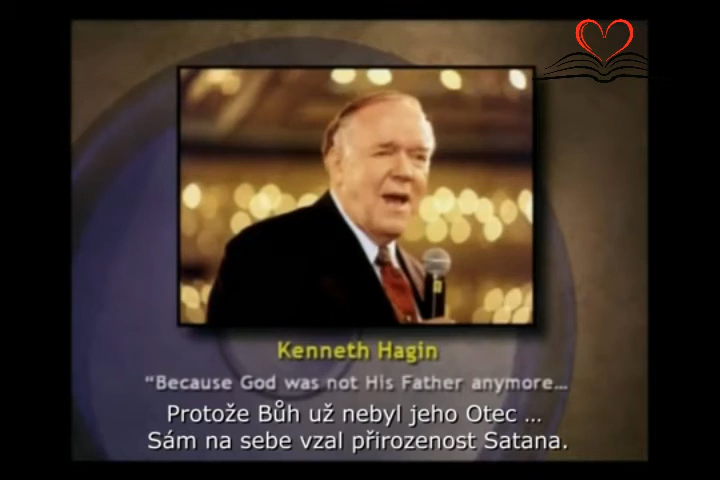 Kenneth Hagin
“Because God was not His Father anymore…
Protože Bůh už nebyl jeho Otec ...
Sám na sebe vzal přirozenost Satana.